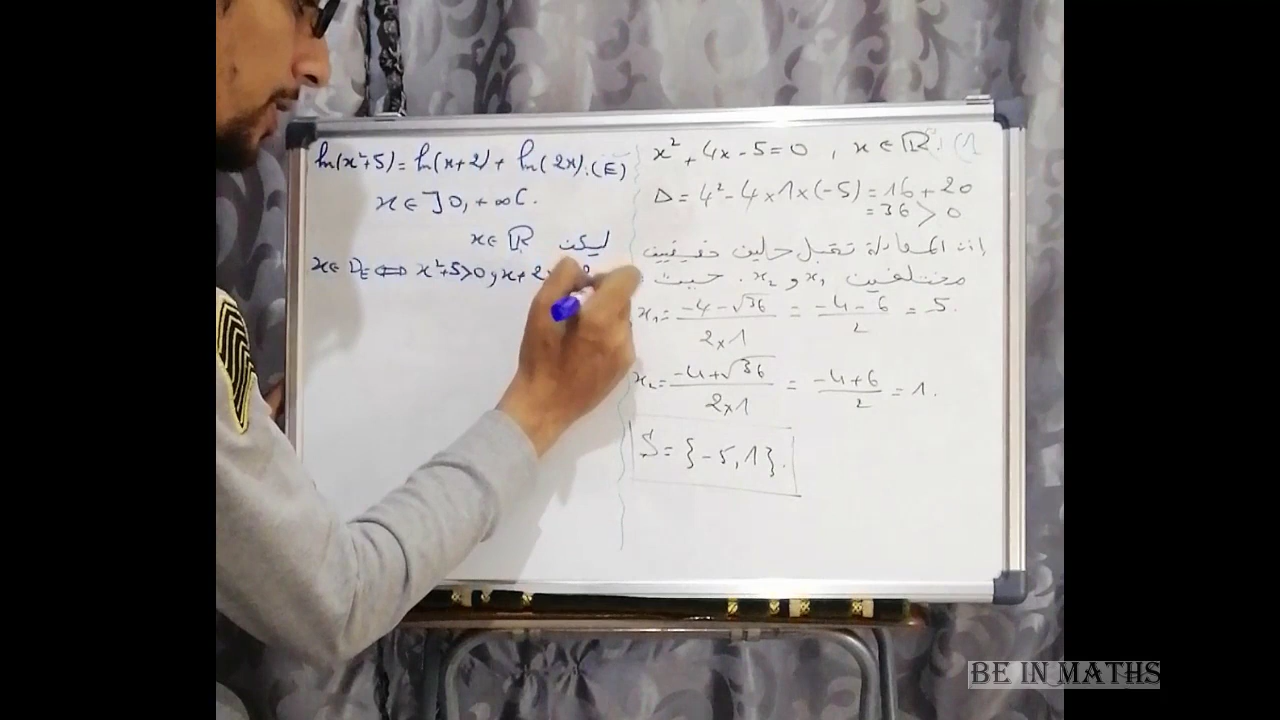 ln(x²+5)=ln(x+2)+ ln(2x).(E)
x ∈ ]0,+∞[.
ليكن x∈ℝ
x∈ D_E ⟺ x²+5>0 و x+2
x²+4x-5=0 , x∈ℝ. (1
Δ=4²-4×1×(-5)=16+20
=36>0
إذن المعادلة تقبل حلين حقيقيين
مختلفين x₁ و x₂. حيث
x₁= (-4-√36)/(2×1) = (-4-6)/2 = 5.
x₂= (-4+√36)/(2×1) = (-4+6)/2 = 1.
S={-5,1}.
BE IN MATHS